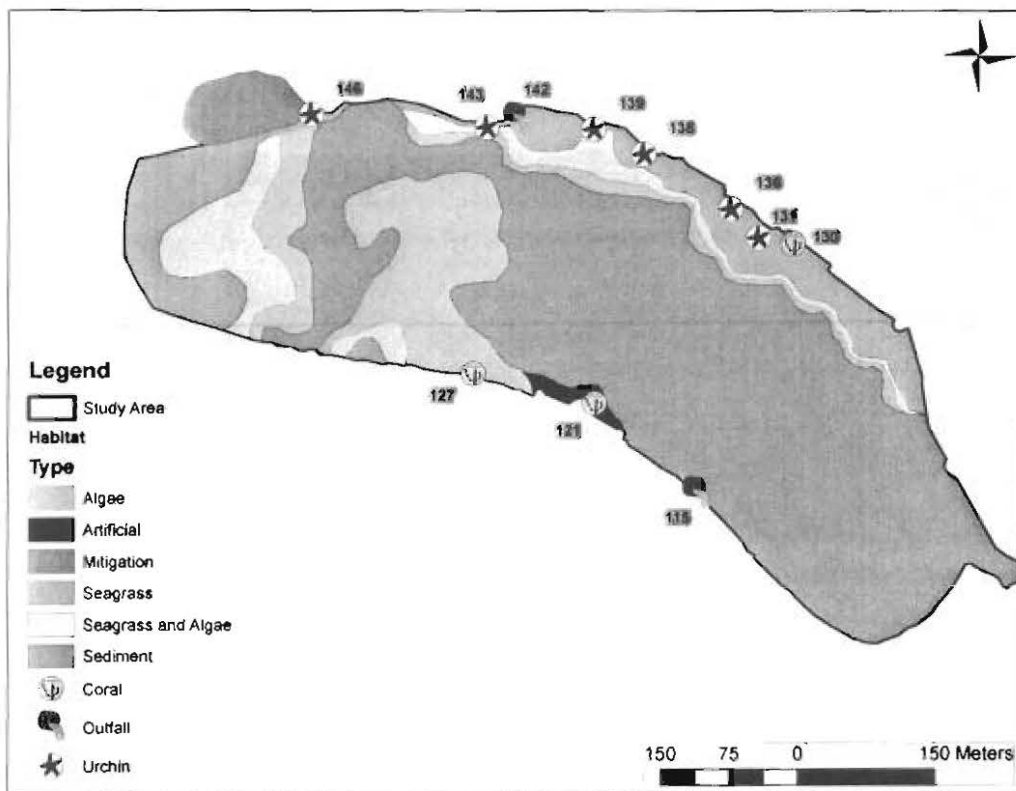 146
143
142
139
138
136
130
127
121
115
Legend
Study Area
Habitat
Type
Algae
Artificial
Mitigation
Seagrass
Seagrass and Algae
Sediment
Coral
Outfall
Urchin
150 75 0 150 Meters